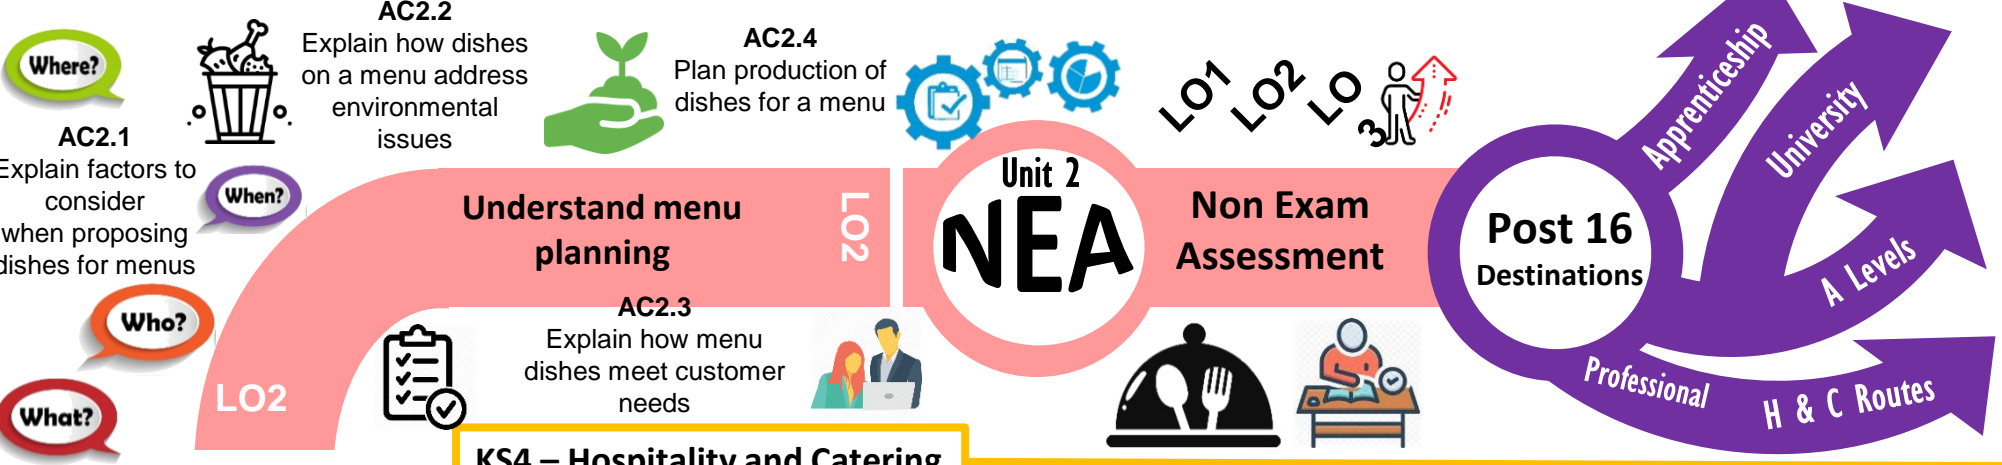 Where?
AC2.1
Explain factors to
consider
when proposing
dishes for menus
When?
Who?
What?
LO2
AC2.2
Explain how dishes
on a menu address
environmental
issues
AC2.4
Plan production of
dishes for a menu
Understand menu
planning
LO2
AC2.3
Explain how menu
dishes meet customer
needs
Unit 2
NEA
LO1
LO2
LO
3
Non Exam
Assessment
Post 16
Destinations
Apprenticeship
University
A Levels
Professional H & C Routes
KS4 – Hospitality and Catering